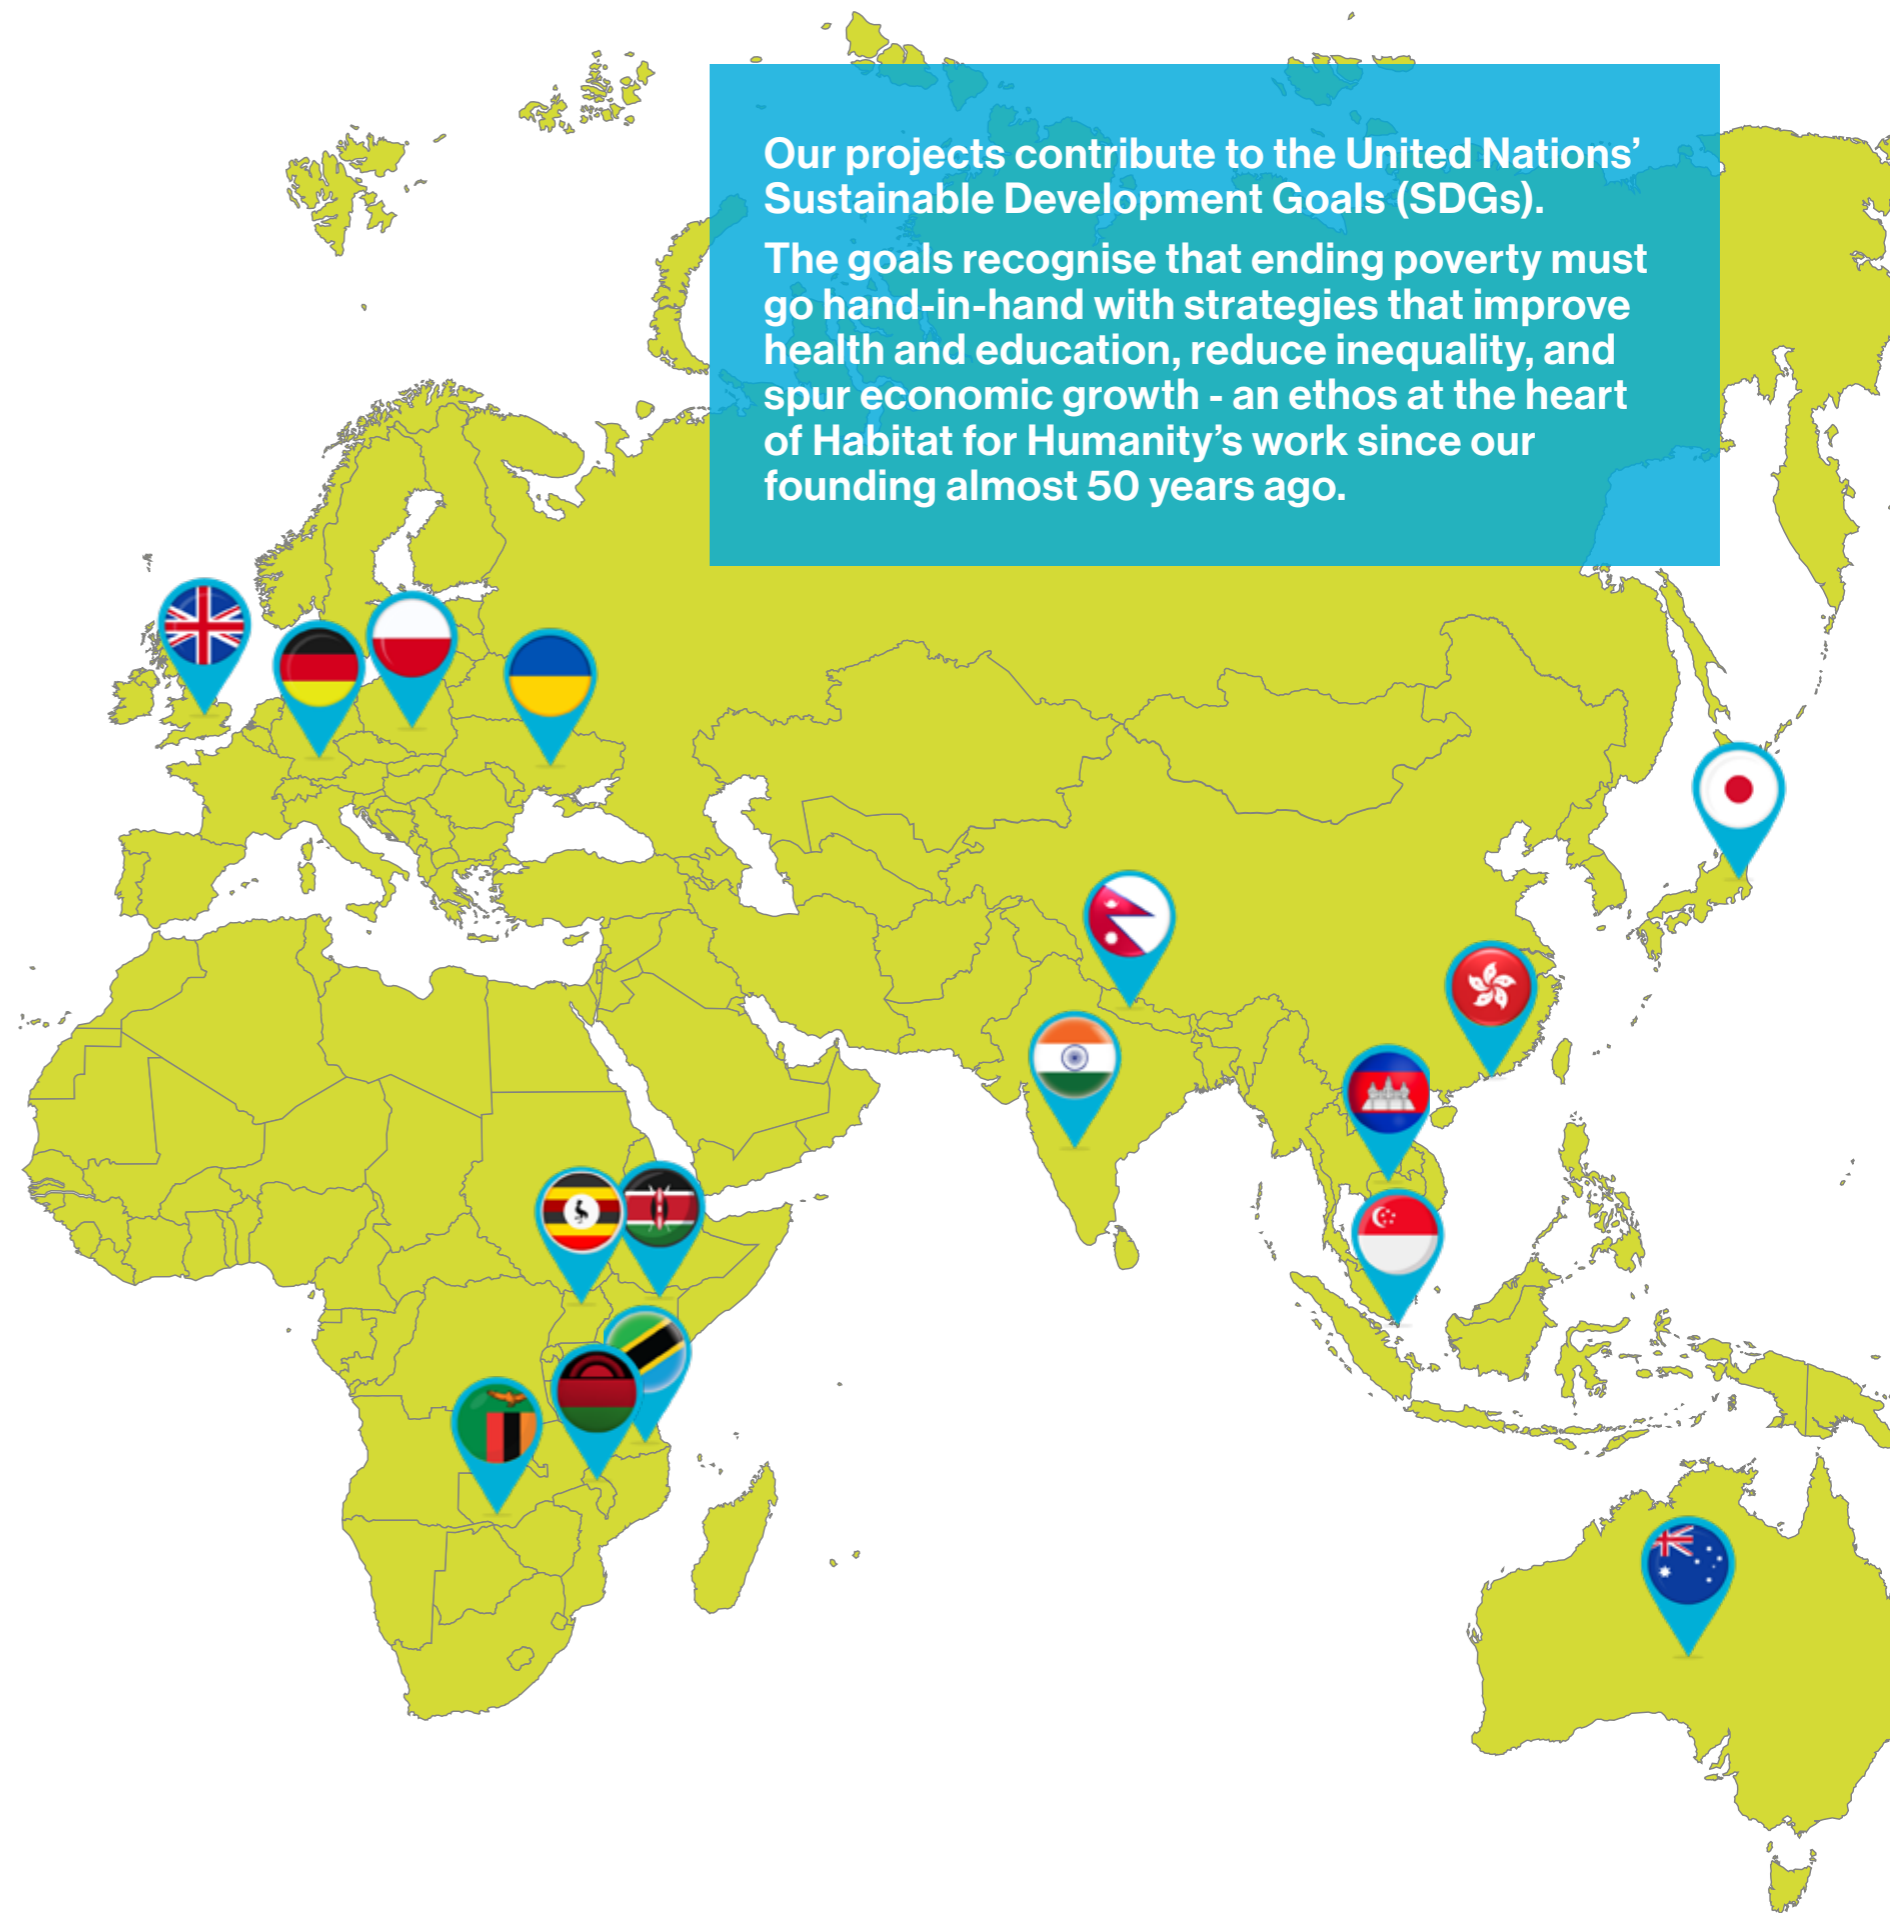 Our projects contribute to the United Nations’
Sustainable Development Goals (SDGs).
The goals recognise that ending poverty must
go hand-in-hand with strategies that improve
health and education, reduce inequality, and
spur economic growth - an ethos at the heart
of Habitat for Humanity’s work since our
founding almost 50 years ago.